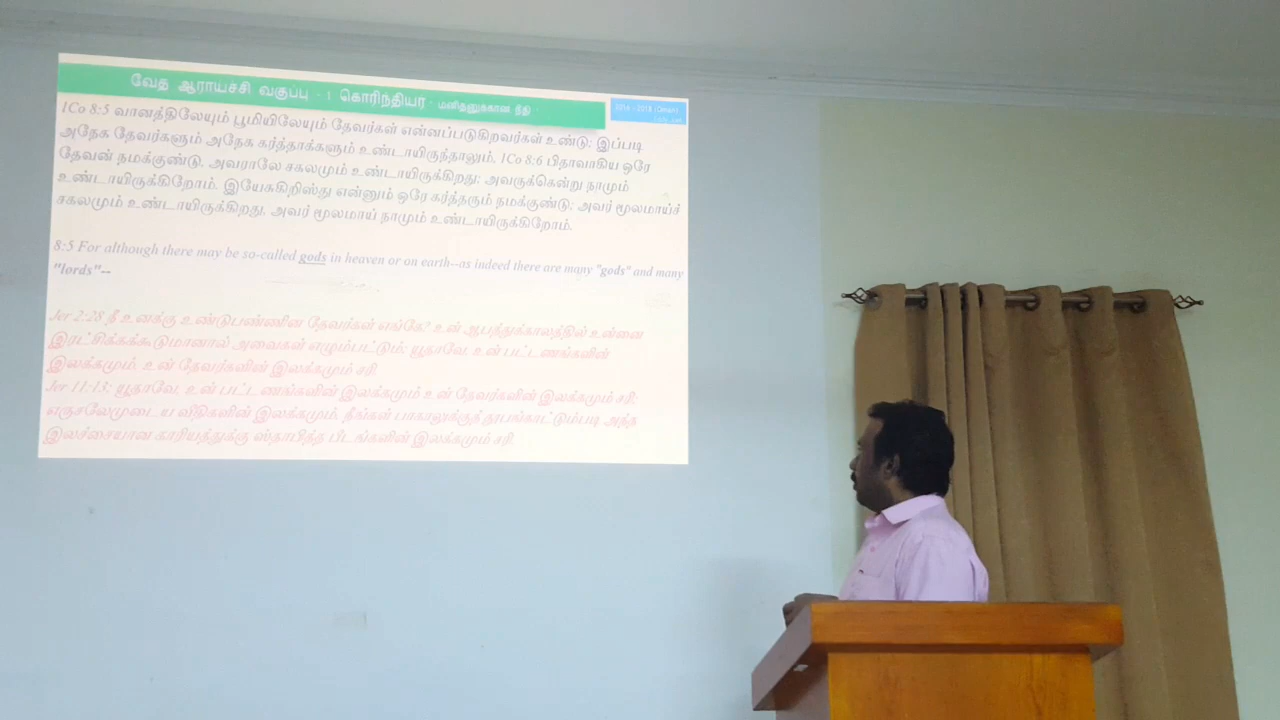 வேத ஆராய்ச்சி வகுப்பு - 1 கொரிந்தியர் - மனிதனுக்கான நீதி
1Co 8:5 வானத்திலேயும் பூமியிலேயும் தேவர்கள் என்னப்படுகிறவர்கள் உண்டு; இப்படி
அநேக தேவர்களும் அநேக கர்த்தாக்களும் உண்டாயிருந்தாலும், 1Co 8:6 பிதாவாகிய ஒரே
தேவன் நமக்குண்டு, அவராலே சகலமும் உண்டாயிருக்கிறது; அவருக்கென்று நாமும்
உண்டாயிருக்கிறோம். இயேசுகிறிஸ்து என்னும் ஒரே கர்த்தரும் நமக்குண்டு; அவர் மூலமாய்ச்
சகலமும் உண்டாயிருக்கிறது, அவர் மூலமாய் நாமும் உண்டாயிருக்கிறோம்.
8:5 For although there may be so-called gods in heaven or on earth--as indeed there are many "gods" and many
"lords"--
Jer 2:28 நீ உனக்கு உண்டுபண்ணின தேவர்கள் எங்கே? உன் ஆபத்துக்காலத்தில் உன்னை
இரட்சிக்கக்கூடுமானால் அவைகள் எழும்பட்டும்; யூதாவே, உன் பட்டணங்களின்
இலக்கமும், உன் தேவர்களின் இலக்கமும் சரி.
Jer 11:13; யூதாவே, உன் பட்டணங்களின் இலக்கமும் உன் தேவர்களின் இலக்கமும் சரி;
எருசலேமுடைய வீதிகளின் இலக்கமும், நீங்கள் பாகாலுக்குத் தூபங்காட்டும்படி அந்த
இலச்சையான காரியத்துக்கு ஸ்தாபித்த பீடங்களின் இலக்கமும் சரி.